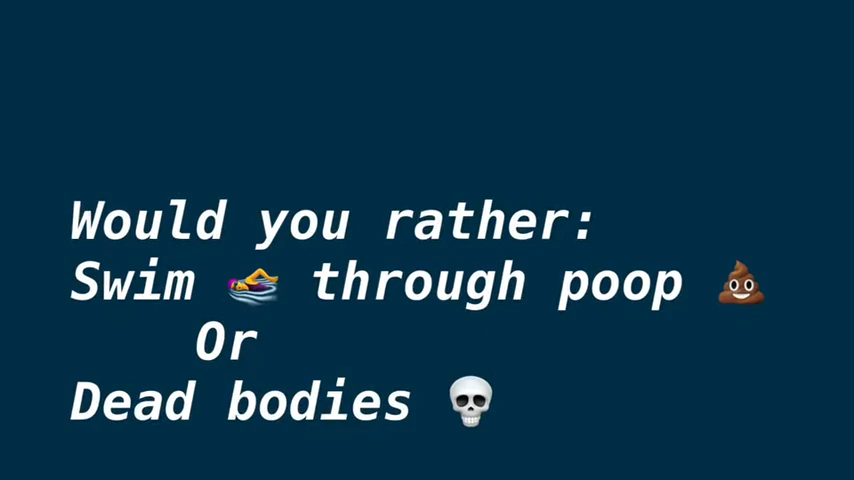 Would you rather:
Swim 🏊‍♀️ through poop 💩
Or
Dead bodies 💀